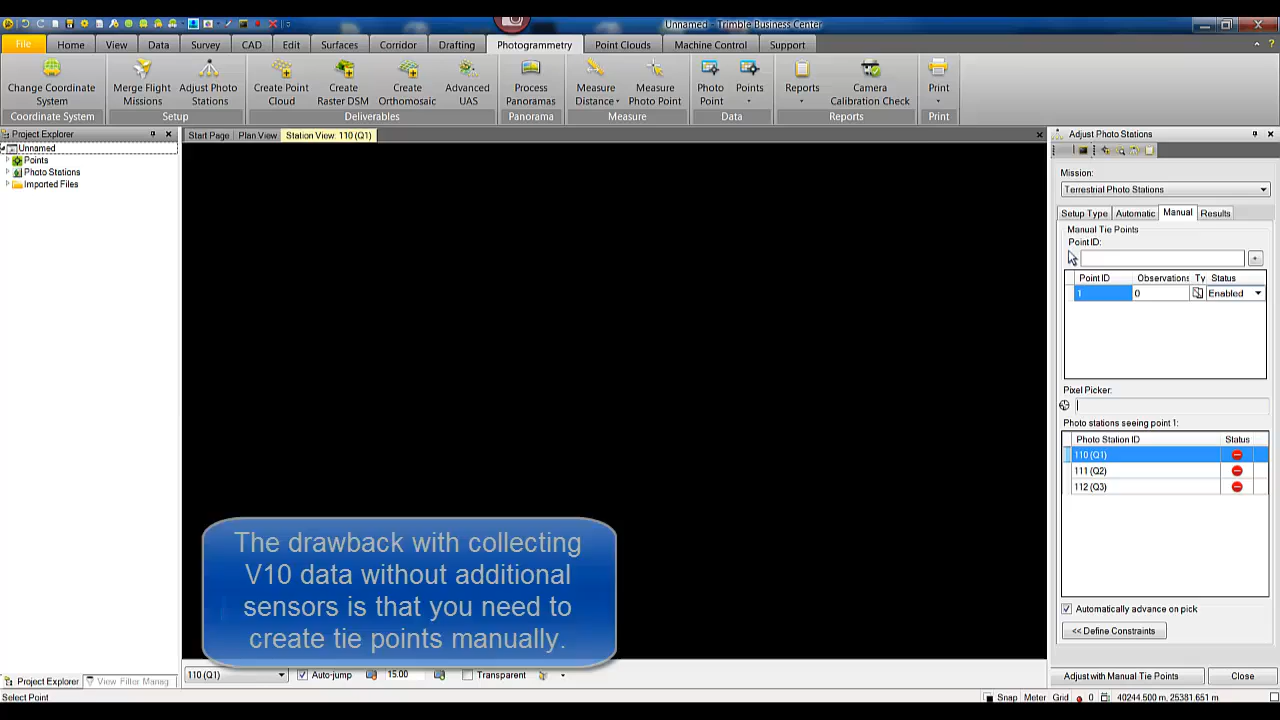 Unnamed - Trimble Business Center
File Home View Data Survey CAD Edit Surfaces Corridor Drafting Photogrammetry Point Clouds Machine Control Support
Change Coordinate System
Merge Flight Missions
Adjust Photo Stations
Create Point Cloud
Create Raster DSM
Create Orthomosaic
Advanced UAS
Process Panoramas
Measure Distance
Measure Photo Point
Photo Point
Points
Reports
Camera Calibration Check
Print
Coordinate System Setup Deliverables Panorama Measure Data Reports Print
Project Explorer
Unnamed
Points
Photo Stations
Imported Files
Start Page Plan View Station View: 110 (Q1)
The drawback with collecting
V10 data without additional
sensors is that you need to
create tie points manually.
Adjust Photo Stations
Mission:
Terrestrial Photo Stations
Setup Type Automatic Manual Results
Manual Tie Points
Point ID:
Point ID Observations Ty Status
1 0 Enabled
Pixel Picker:
Photo stations seeing point 1:
Photo Station ID Status
110 (Q1)
111 (Q2)
112 (Q3)
Automatically advance on pick
<< Define Constraints
Adjust with Manual Tie Points Close
Project Explorer View Filter Manag
110 (Q1) Auto-jump 15.00 Transparent
Select Point
Snap Meter Grid 0 40244.500 m, 25381.651 m